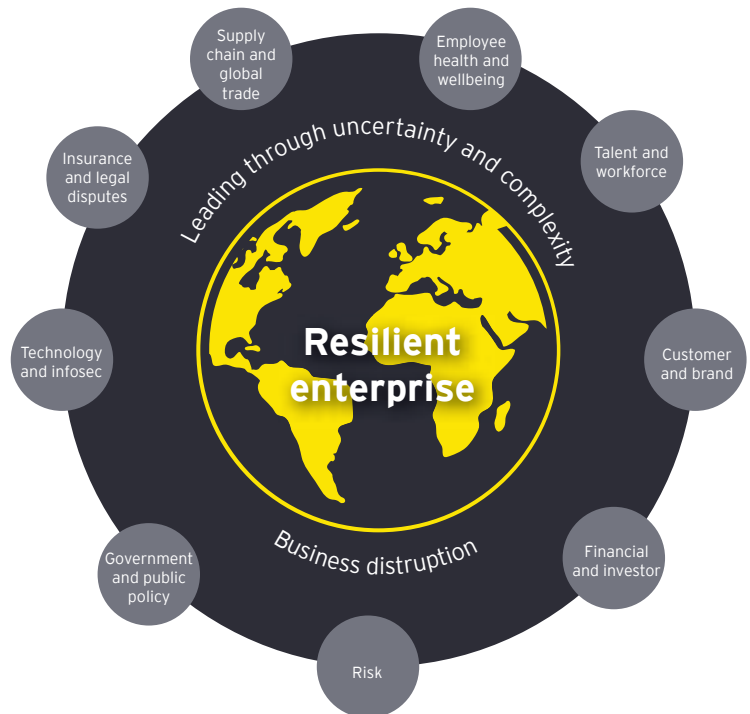 Supply
chain and
global
trade
Employee
health and
wellbeing
Insurance
and legal
disputes
Talent and
workforce
Leading through uncertainty and complexity
Technology
and infosec
Resilient
enterprise
Customer
and brand
Business distruption
Government
and public
policy
Financial
and investor
Risk